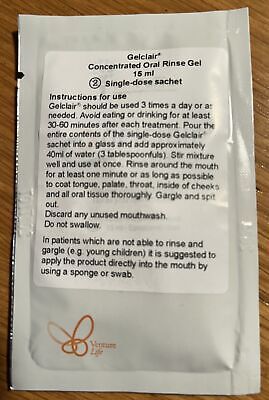 Gelclair®
Concentrated Oral Rinse Gel
15 ml
② Single-dose sachet
Instructions for use
Gelclair® should be used 3 times a day or as
needed. Avoid eating or drinking for at least
30-60 minutes after each treatment. Pour the
entire contents of the single-dose Gelclair®
sachet into a glass and add approximately
40ml of water (3 tablespoonfuls). Stir mixture
well and use at once. Rinse around the mouth
for at least one minute or as long as possible
to coat tongue, palate, throat, inside of cheeks
and all oral tissue thoroughly. Gargle and spit
out.
Discard any unused mouthwash.
Do not swallow.
In patients which are not able to rinse and
gargle (e.g. young children) it is suggested to
apply the product directly into the mouth by
using a sponge or swab.
Venture
Life